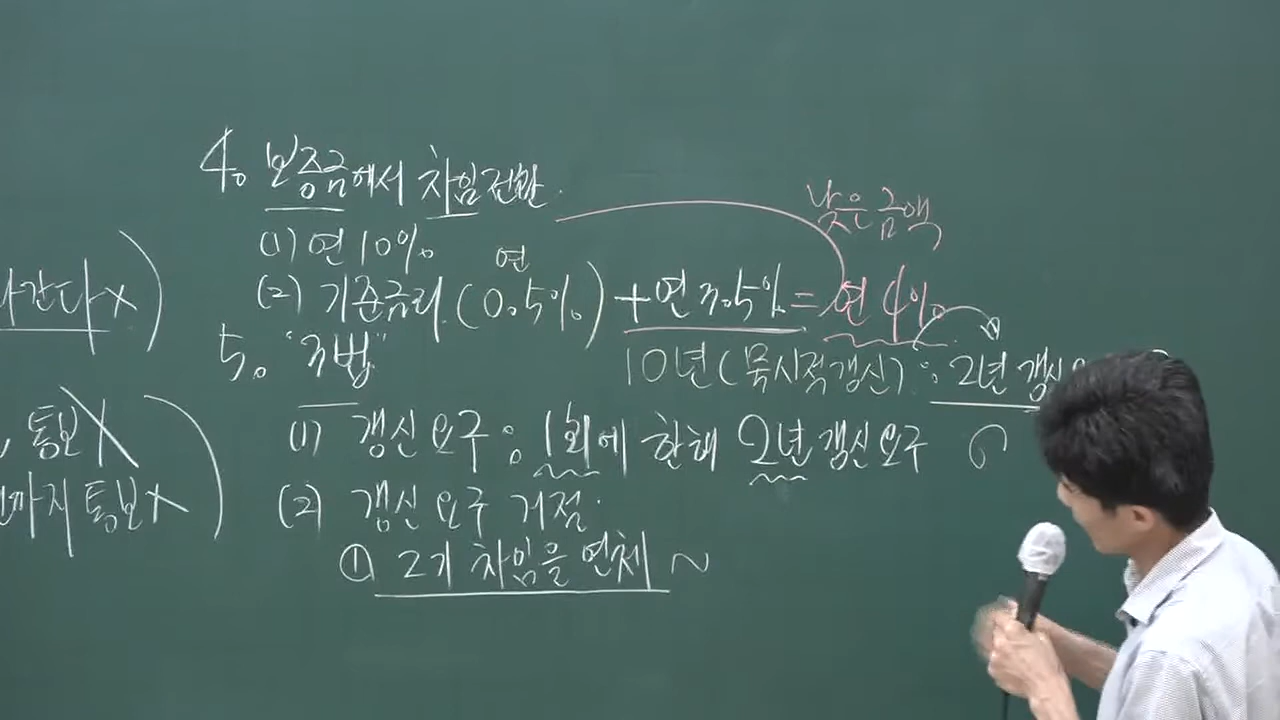 4. 보증금에서 차임전환
낮은 금액
(1) 연 10%
연
(2) 기준금리 (0.5%) + 연 3.5% = 연 4%
5. "개법"
10년 (묵시적갱신) : 2년 갱신
(1) 갱신 요구 : 1회에 한해 2년 갱신요구
(2) 갱신 요구 거절
① 2기 차임을 연체 ~
간다 X )
통보 X
까지 통보 X )